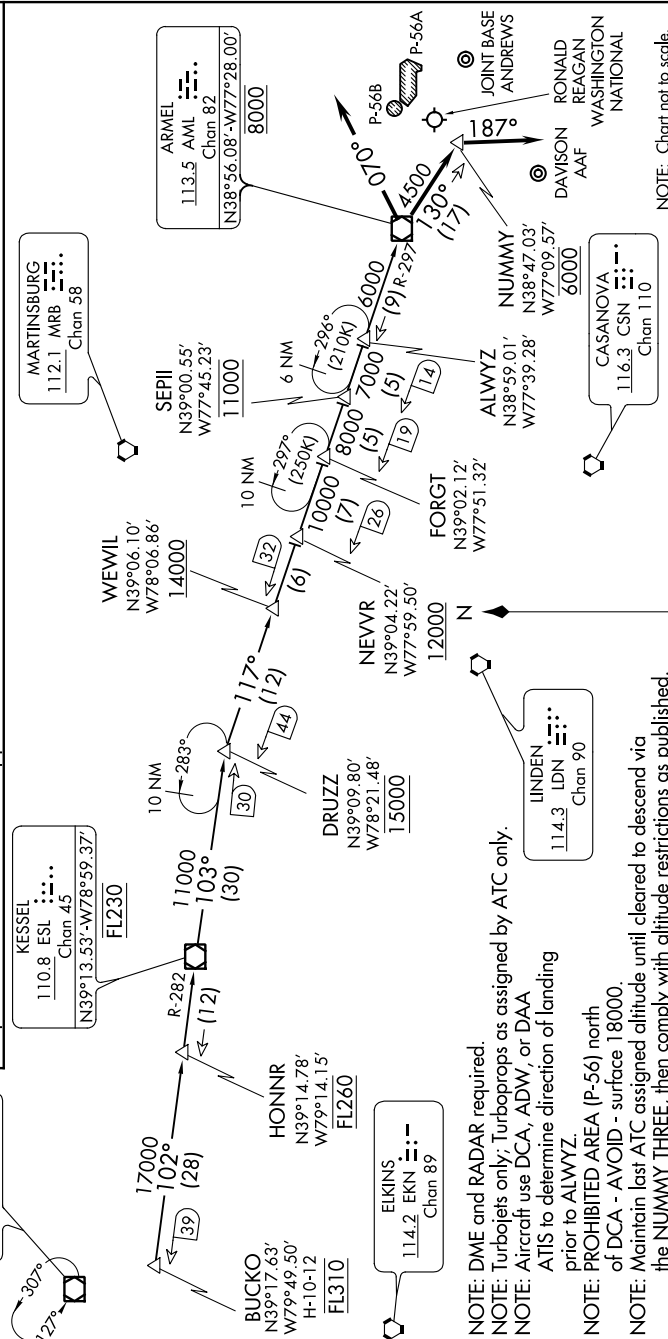 307°
127°
39
BUCKO
N39°17.63'
W79°49.50'
H-10-12
FL310
17000
102°
(28)
HONNR
N39°14.78'
W79°14.15'
FL260
R-282
(12)
KESSEL
110.8 ESL
Chan 45
N39°13.53'-W78°59.37'
FL230
11000
103°
(30)
30
10 NM
283°
DRUZZ
N39°09.80'
W78°21.48'
15000
44
117°
(12)
WEWIL
N39°06.10'
W78°06.86'
14000
32
(6)
NEVVR
N39°04.22'
W77°59.50'
12000
26
10000
(7)
10 NM
297°
(250K)
FORGT
N39°02.12'
W77°51.32'
19
8000
(5)
SEPII
N39°00.55'
W77°45.23'
11000
14
7000
(5)
6 NM
296°
(210K)
ALWYZ
N38°59.01'
W77°39.28'
6000
(9)
R-297
ARMEL
113.5 AML
Chan 82
N38°56.08'-W77°28.00'
8000
070°
4500
130°
(17)
NUMMY
N38°47.03'
W77°09.57'
6000
187°
MARTINSBURG
112.1 MRB
Chan 58
P-56B
P-56A
JOINT BASE
ANDREWS
RONALD
REAGAN
WASHINGTON
NATIONAL
DAVISON
AAF
CASANOVA
116.3 CSN
Chan 110
LINDEN
114.3 LDN
Chan 90
N
ELKINS
114.2 EKN
Chan 89
NOTE: DME and RADAR required.
NOTE: Turbojets only; Turboprops as assigned by ATC only.
NOTE: Aircraft use DCA, ADW, or DAA
ATIS to determine direction of landing
prior to ALWYZ.
NOTE: PROHIBITED AREA (P-56) north
of DCA - AVOID - surface 18000.
NOTE: Maintain last ATC assigned altitude until cleared to descend via
the NUMMY THREE, then comply with altitude restrictions as published.
NOTE: Chart not to scale.